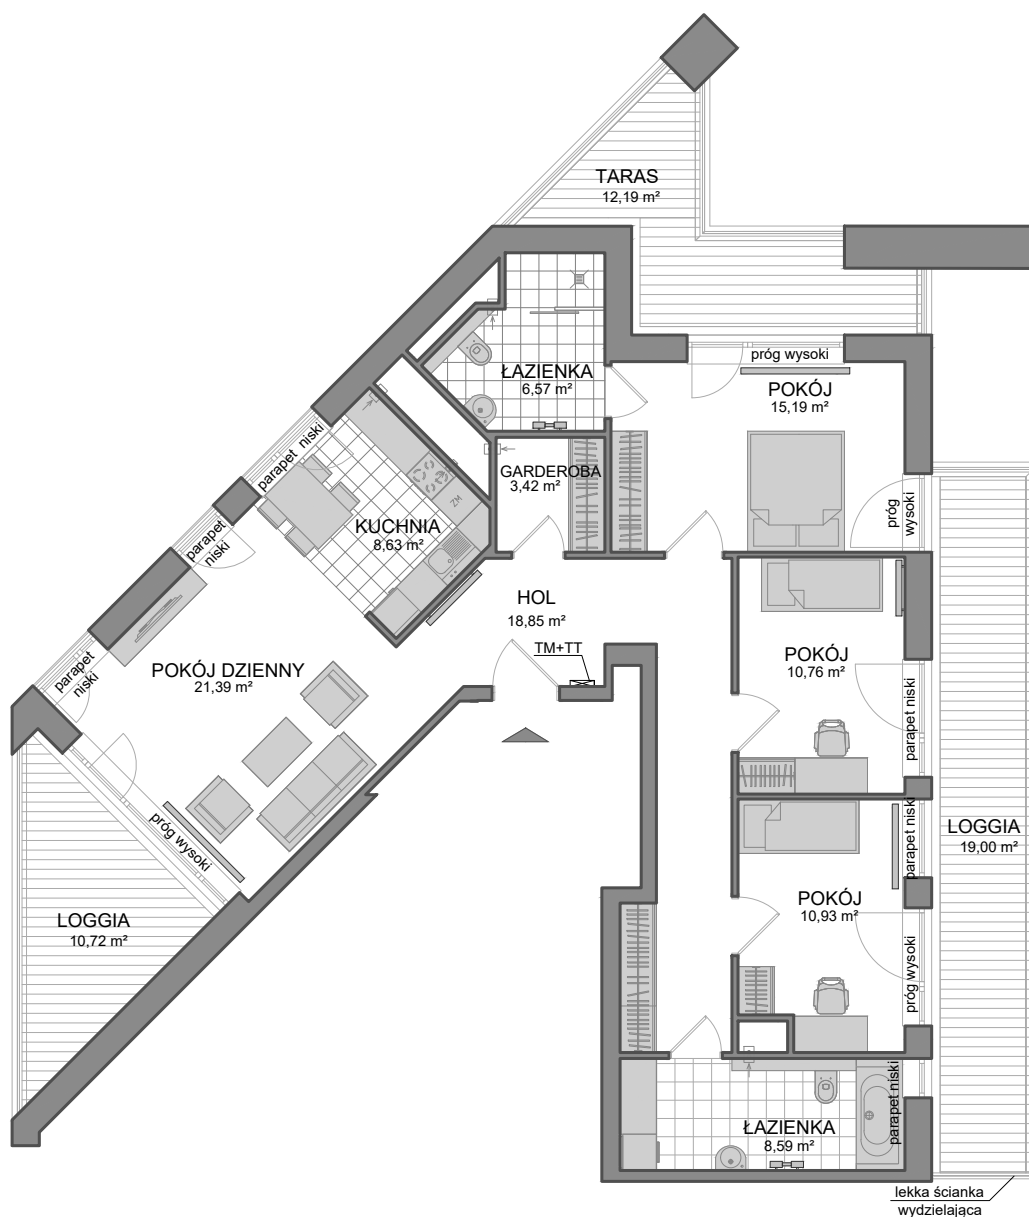 TARAS
12,19 m²
ŁAZIENKA
6,57 m²
próg wysoki
POKÓJ
15,19 m²
parapet niski
GARDEROBA
3,42 m²
ZM
KUCHNIA
8,63 m²
próg
wysoki
parapet
niski
HOL
18,85 m²
TM+TT
POKÓJ
10,76 m²
parapet niski
parapet
niski
POKÓJ DZIENNY
21,39 m²
próg wysoki
parapet niski
LOGGIA
19,00 m²
POKÓJ
10,93 m²
próg wysoki
LOGGIA
10,72 m²
parapet niski
ŁAZIENKA
8,59 m²
lekka ścianka
wydzielająca